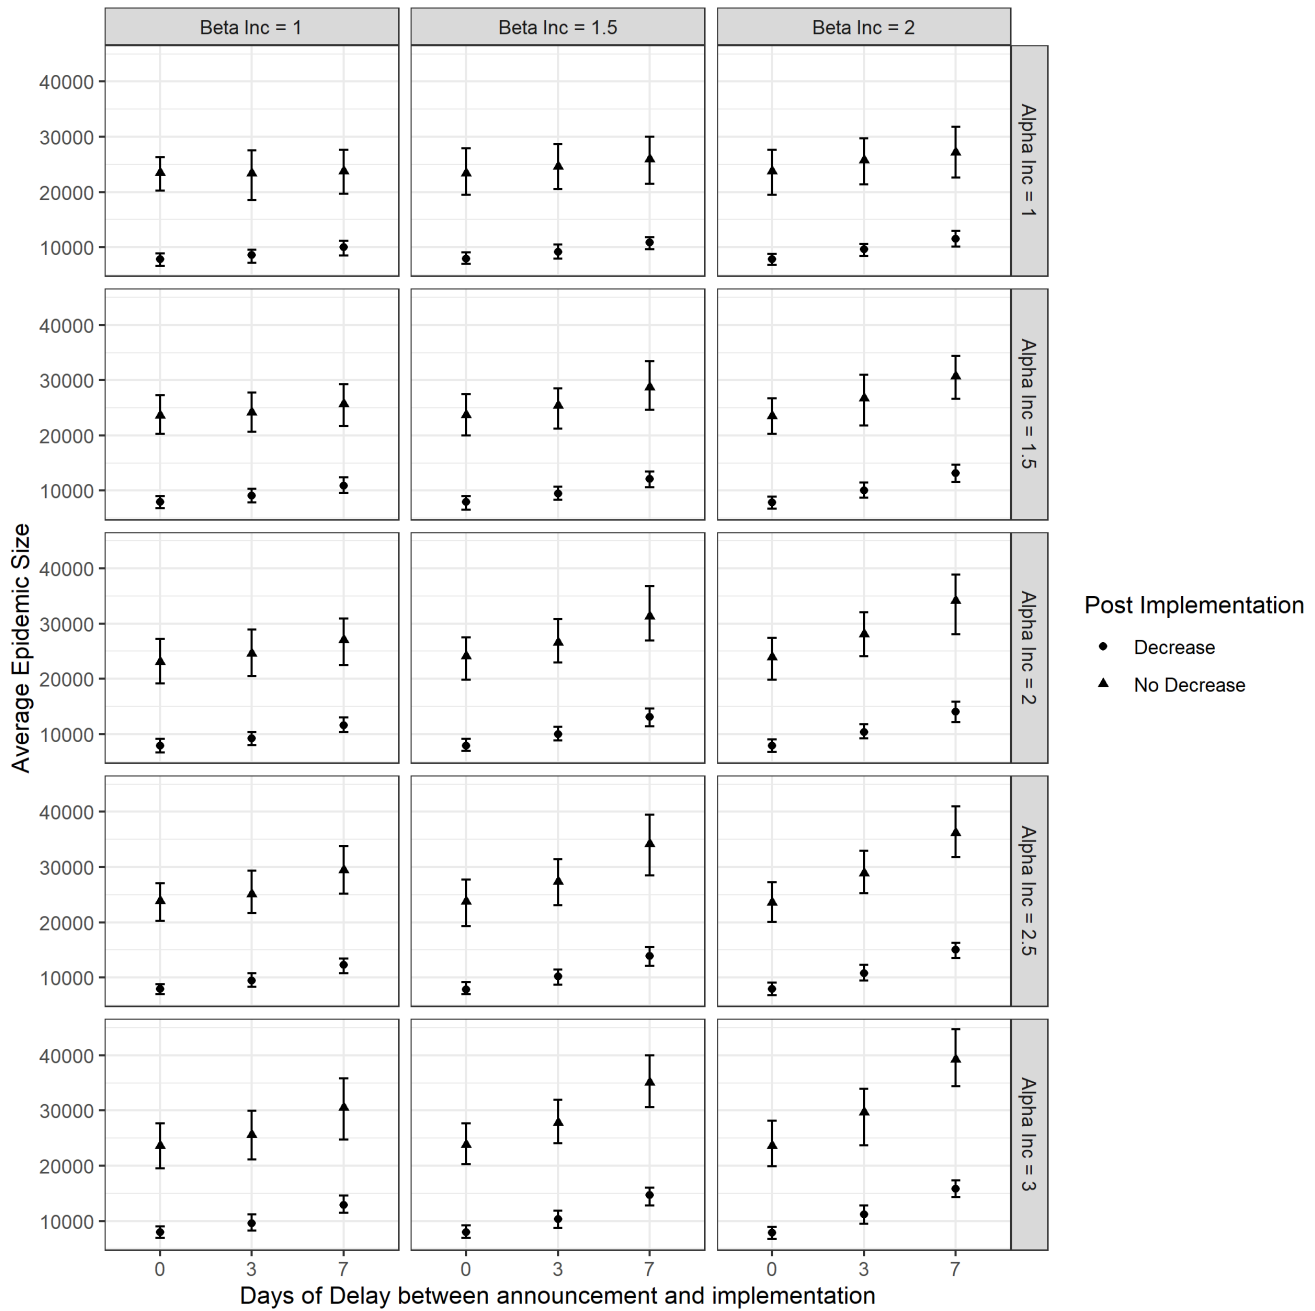 Beta Inc = 1
Beta Inc = 1.5
Beta Inc = 2
40000
30000
20000
10000
Alpha Inc = 1
40000
30000
20000
10000
Alpha Inc = 1.5
40000
30000
20000
10000
Alpha Inc = 2
40000
30000
20000
10000
Alpha Inc = 2.5
40000
30000
20000
10000
Alpha Inc = 3
Average Epidemic Size
0 3 7
0 3 7
0 3 7
Days of Delay between announcement and implementation
Post Implementation
Decrease
No Decrease